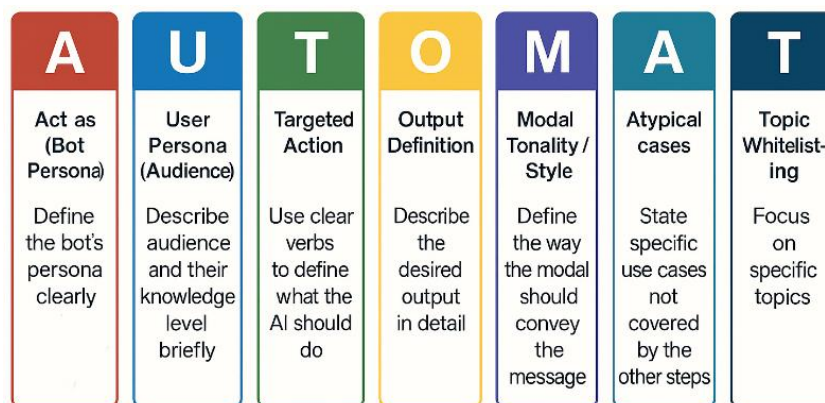 A
Act as
(Bot
Persona)
Define
the bot's
persona
clearly
U
User
Persona
(Audience)
Describe
audience
and their
knowledge
level
briefly
T
Targeted
Action
Use clear
verbs
to define
what the
AI should
do
O
Output
Definition
Describe
the
desired
output
in detail
M
Modal
Tonality /
Style
Define
the way
the modal
should
convey
the
message
A
Atypical
cases
State
specific
use cases
not
covered
by the
other steps
T
Topic
Whitelist-
ing
Focus
on
specific
topics